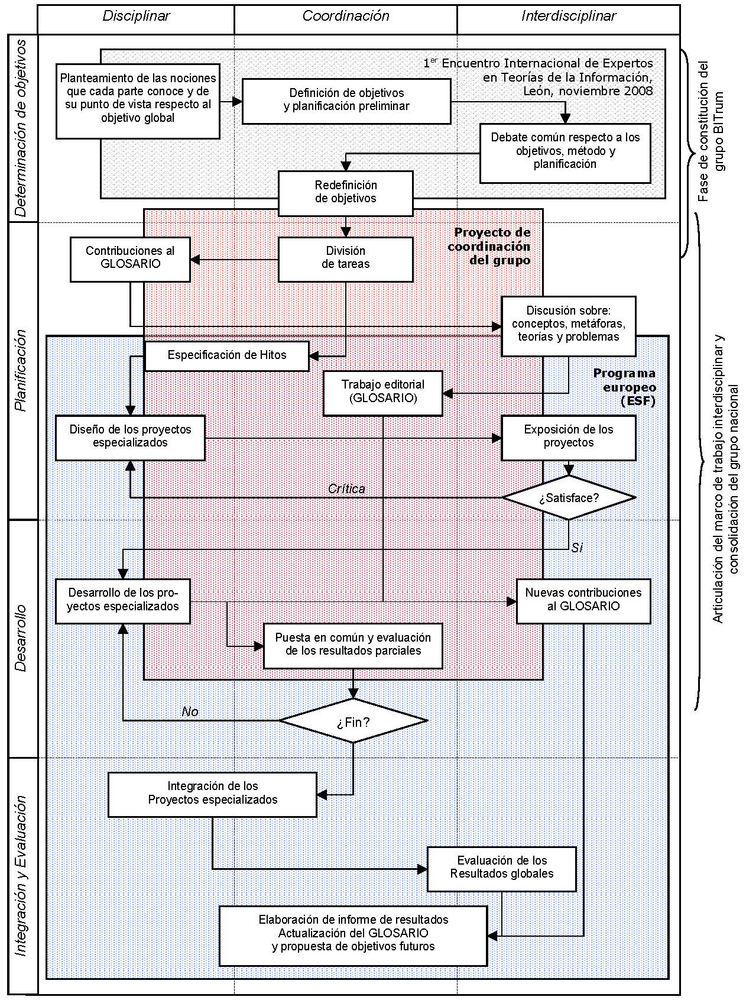 Disciplinar
Coordinación
Interdisciplinar
Determinación de objetivos
1er Encuentro Internacional de Expertos
en Teorías de la Información,
León, noviembre 2008
Planteamiento de las nociones
que cada parte conoce y de
su punto de vista respecto al
objetivo global
Definición de objetivos
y planificación preliminar
Debate común respecto a los
objetivos, método y
planificación
Redefinición
de objetivos
Fase de constitución del
grupo BITrum
Planificación
Proyecto de
coordinación
del grupo
Contribuciones al
GLOSARIO
División
de tareas
Discusión sobre:
conceptos, metáforas,
teorías y problemas
Especificación de Hitos
Programa
europeo
(ESF)
Trabajo editorial
(GLOSARIO)
Diseño de los proyectos
especializados
Exposición de los
proyectos
Crítica
¿Satisface?
Si
Articulación del marco de trabajo interdisciplinar y
consolidación del grupo nacional
Desarrollo
Desarrollo de los pro-
yectos especializados
Nuevas contribuciones
al GLOSARIO
Puesta en común y evaluación
de los resultados parciales
No
¿Fin?
Integración y Evaluación
Integración de los
Proyectos especializados
Evaluación de los
Resultados globales
Elaboración de informe de resultados
Actualización del GLOSARIO
y propuesta de objetivos futuros